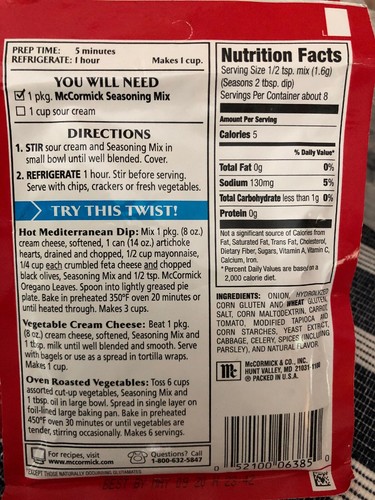 PREP TIME: 5 minutes
REFRIGERATE: 1 hour Makes 1 cup.
YOU WILL NEED
1 pkg. McCormick Seasoning Mix
1 cup sour cream
DIRECTIONS
1. STIR sour cream and Seasoning Mix in
small bowl until well blended. Cover.
2. REFRIGERATE 1 hour. Stir before serving.
Serve with chips, crackers or fresh vegetables.
TRY THIS TWIST!
Hot Mediterranean Dip: Mix 1 pkg. (8 oz.)
cream cheese, softened, 1 can (14 oz.) artichoke
hearts, drained and chopped, 1/2 cup mayonnaise,
1/4 cup each crumbled feta cheese and chopped
black olives, Seasoning Mix and 1/2 tsp. McCormick
Oregano Leaves. Spoon into lightly greased pie
plate. Bake in preheated 350°F oven 20 minutes or
until heated through. Makes 3 cups.
Vegetable Cream Cheese: Beat 1 pkg.
(8 oz.) cream cheese, softened, Seasoning Mix and
1 tbsp. milk until well blended and smooth. Serve
with bagels or use as a spread in tortilla wraps.
Makes 1 cup.
Oven Roasted Vegetables: Toss 6 cups
assorted cut-up vegetables, Seasoning Mix and
1 tbsp. oil in large bowl. Spread in single layer on
foil-lined large baking pan. Bake in preheated
450°F oven 30 minutes or until vegetables are
tender, stirring occasionally. Makes 6 servings.
For recipes, visit
www.mccormick.com
Questions? Call
1-800-632-5847
EXCEPT THOSE NATURALLY OCCURRING GLUTAMATES
Nutrition Facts
Serving Size 1/2 tsp. mix (1.6g)
(Seasons 2 tbsp. dip)
Servings Per Container about 8
Amount Per Serving
Calories 5
% Daily Value*
Total Fat 0g 0%
Sodium 130mg 5%
Total Carbohydrate less than 1g 0%
Protein 0g
Not a significant source of Calories from
Fat, Saturated Fat, Trans Fat, Cholesterol,
Dietary Fiber, Sugars, Vitamin A, Vitamin C,
Calcium, Iron.
*Percent Daily Values are based on a
2,000 calorie diet.
INGREDIENTS: ONION, HYDROLYZED
CORN GLUTEN AND WHEAT GLUTEN,
SALT, CORN MALTODEXTRIN, CARROT,
TOMATO, MODIFIED TAPIOCA AND
CORN STARCHES, YEAST EXTRACT,
CABBAGE, CELERY, SPICES (INCLUDING
PARSLEY), AND NATURAL FLAVOR.
McCORMICK & CO., INC.
HUNT VALLEY, MD 21031-1100
® PACKED IN U.S.A.
0 52100 06385 0